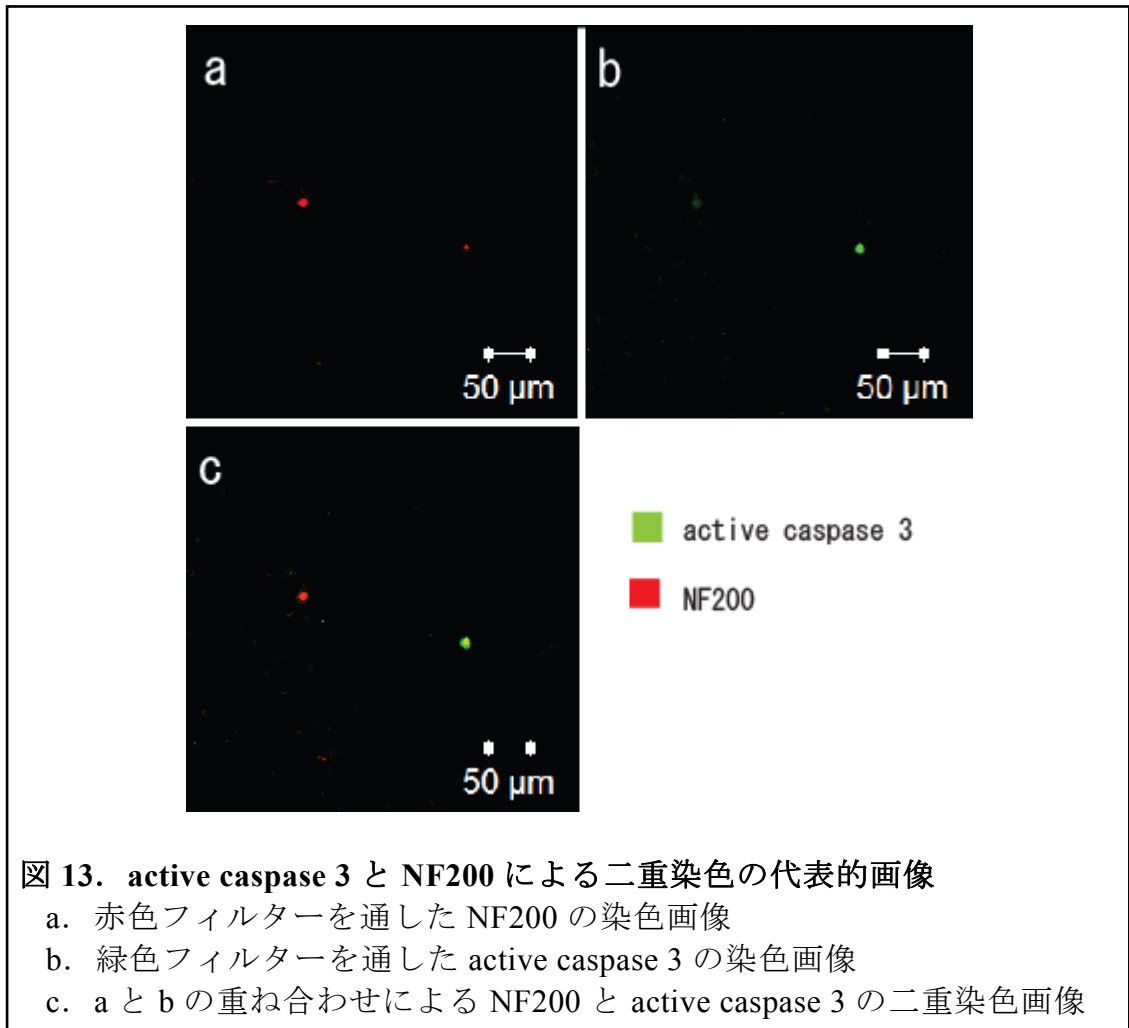 a
b
50 μm
50 μm
c
active caspase 3
NF200
50 μm
図 13．active caspase 3 と NF200 による二重染色の代表的画像
a．赤色フィルターを通した NF200 の染色画像
b．緑色フィルターを通した active caspase 3 の染色画像
c．a と b の重ね合わせによる NF200 と active caspase 3 の二重染色画像